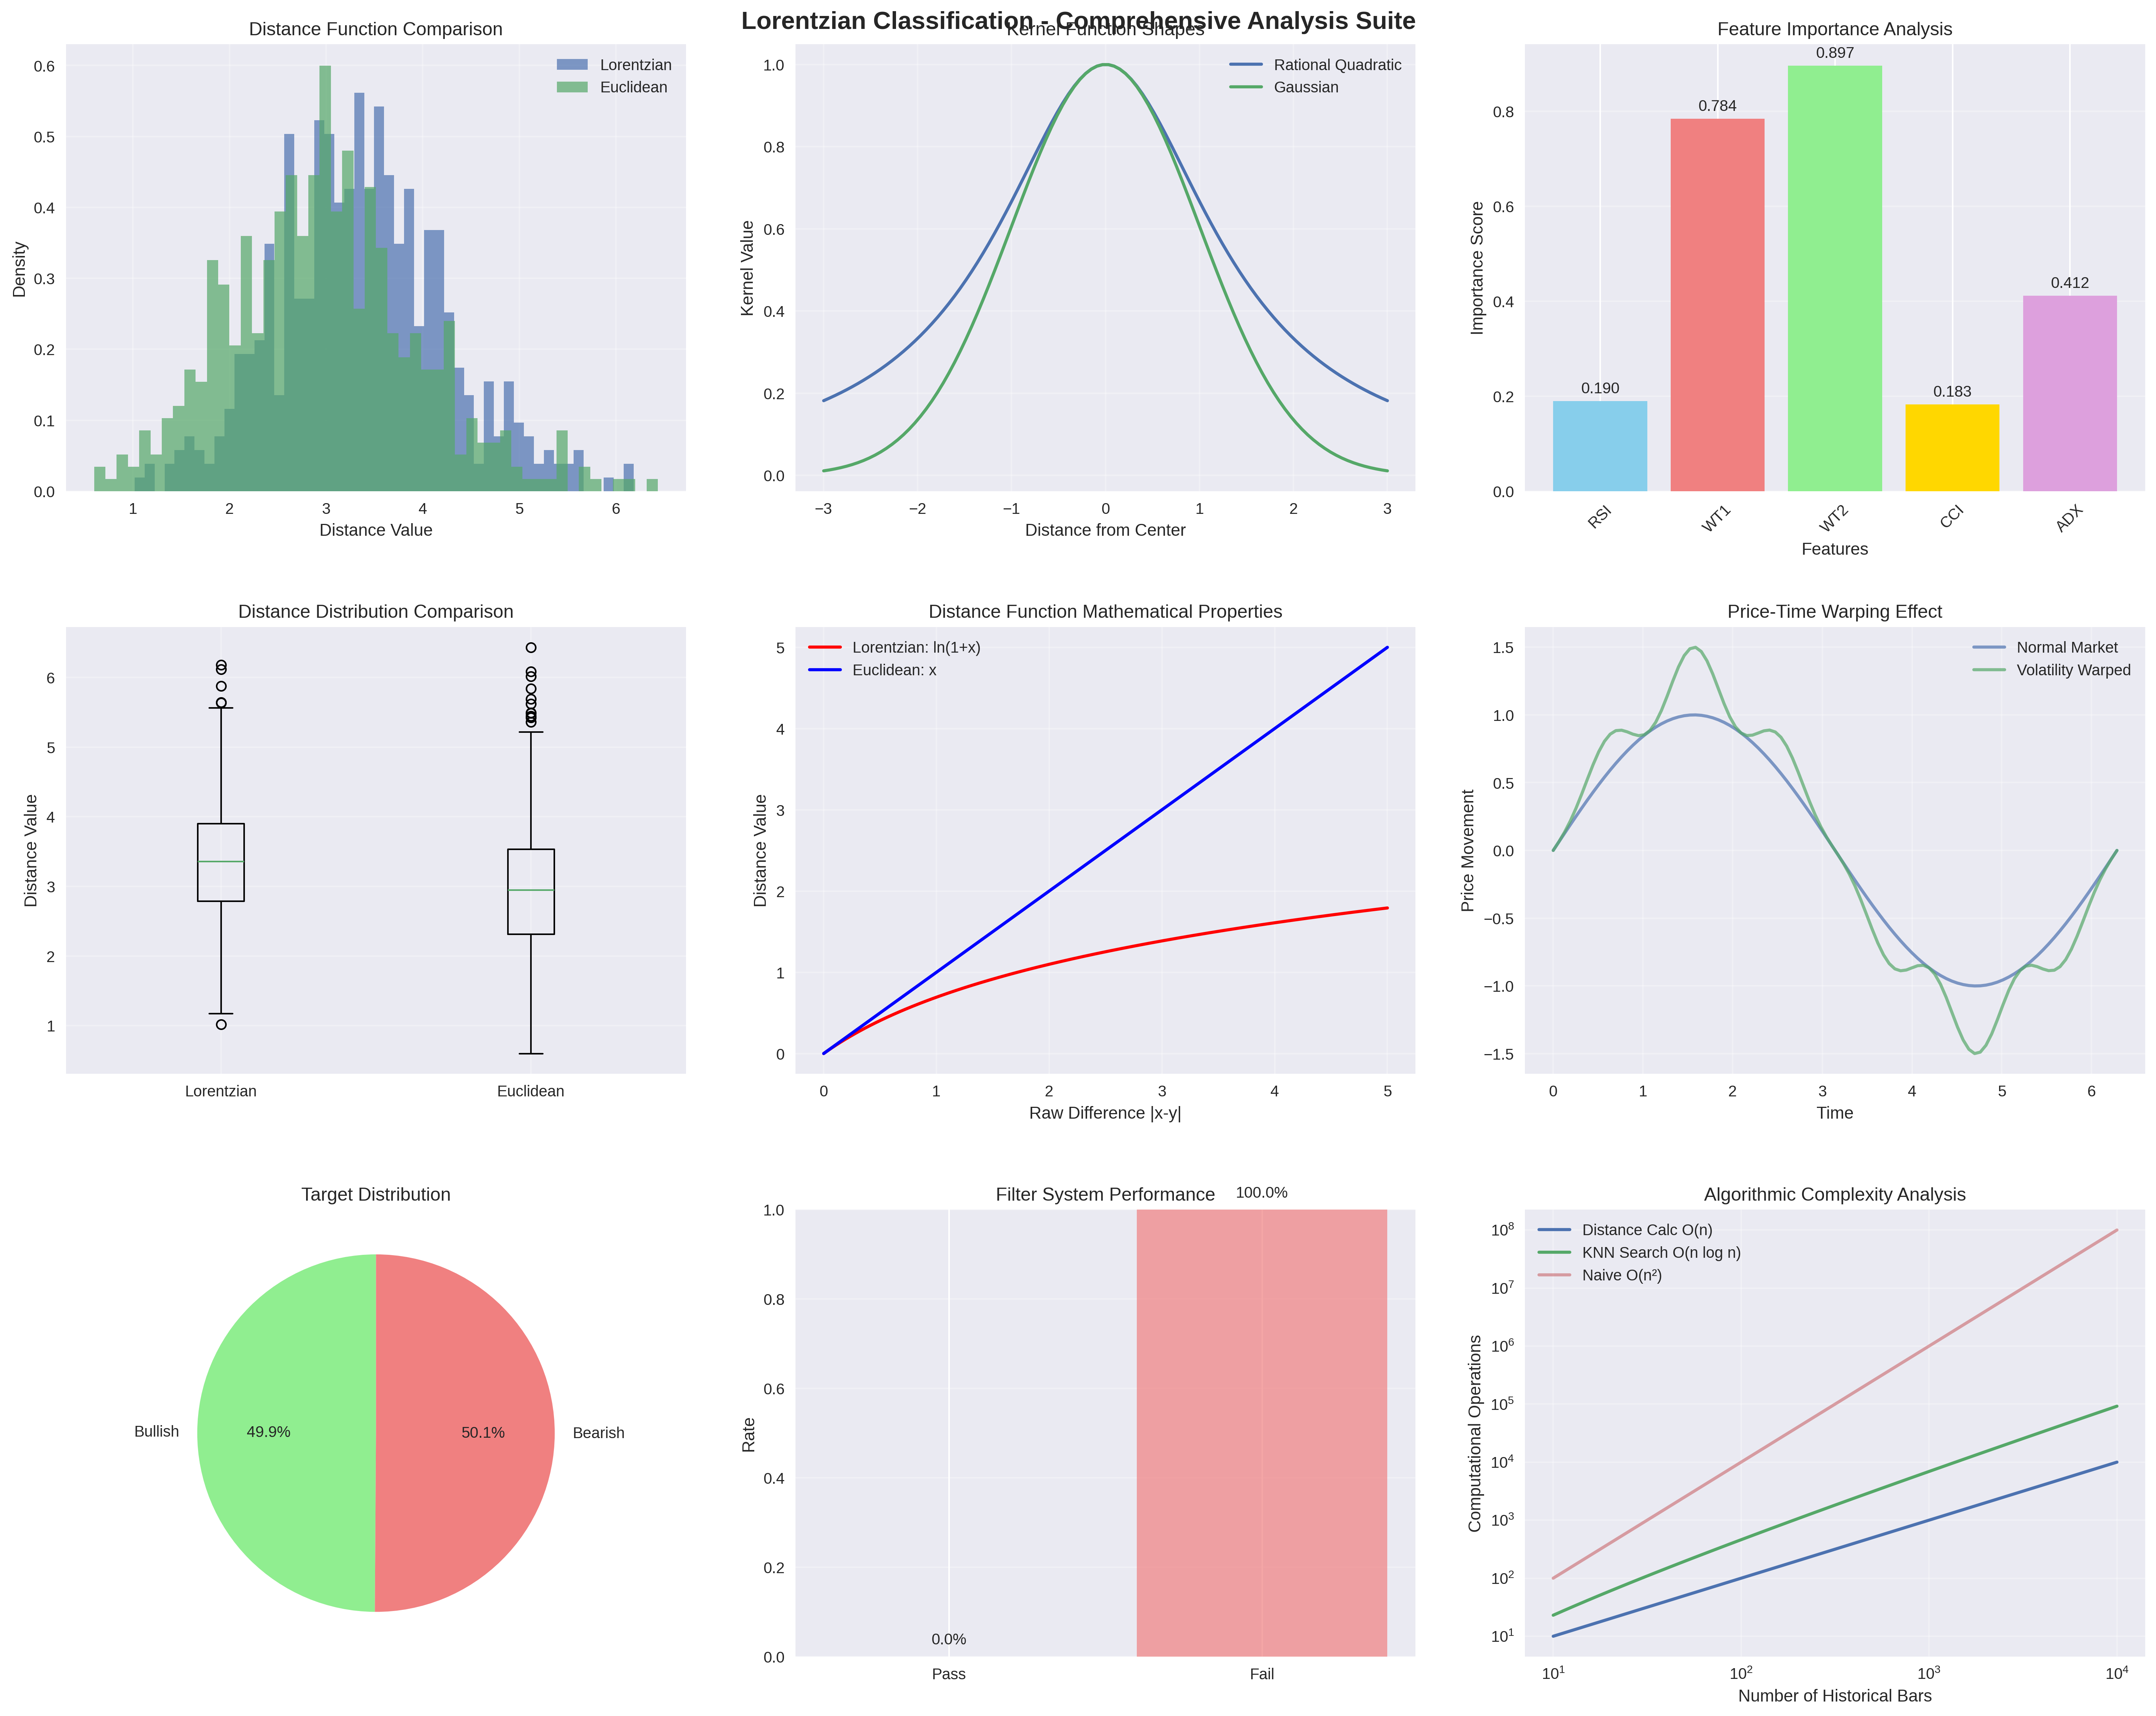 Lorentzian Classification - Comprehensive Analysis Suite
Distance Function Comparison
Lorentzian
Euclidean
0.6
0.5
0.4
0.3
0.2
0.1
0.0
Density
1 2 3 4 5 6
Distance Value
Kernel Function Shapes
Rational Quadratic
Gaussian
1.0
0.8
0.6
0.4
0.2
0.0
Kernel Value
−3 −2 −1 0 1 2 3
Distance from Center
Feature Importance Analysis
0.8
0.6
0.4
0.2
0.0
Importance Score
0.190
0.784
0.897
0.183
0.412
RSI WT1 WT2 CCI ADX
Features
Distance Distribution Comparison
6
5
4
3
2
1
Distance Value
Lorentzian Euclidean
Distance Function Mathematical Properties
Lorentzian: ln(1+x)
Euclidean: x
5
4
3
2
1
0
Distance Value
0 1 2 3 4 5
Raw Difference |x-y|
Price-Time Warping Effect
Normal Market
Volatility Warped
1.5
1.0
0.5
0.0
−0.5
−1.0
−1.5
Price Movement
0 1 2 3 4 5 6
Time
Target Distribution
Bullish
49.9%
50.1%
Bearish
Filter System Performance
100.0%
1.0
0.8
0.6
0.4
0.2
0.0
Rate
0.0%
Pass Fail
Algorithmic Complexity Analysis
Distance Calc O(n)
KNN Search O(n log n)
Naive O(n²)
10⁸
10⁷
10⁶
10⁵
10⁴
10³
10²
10¹
Computational Operations
10¹ 10² 10³ 10⁴
Number of Historical Bars